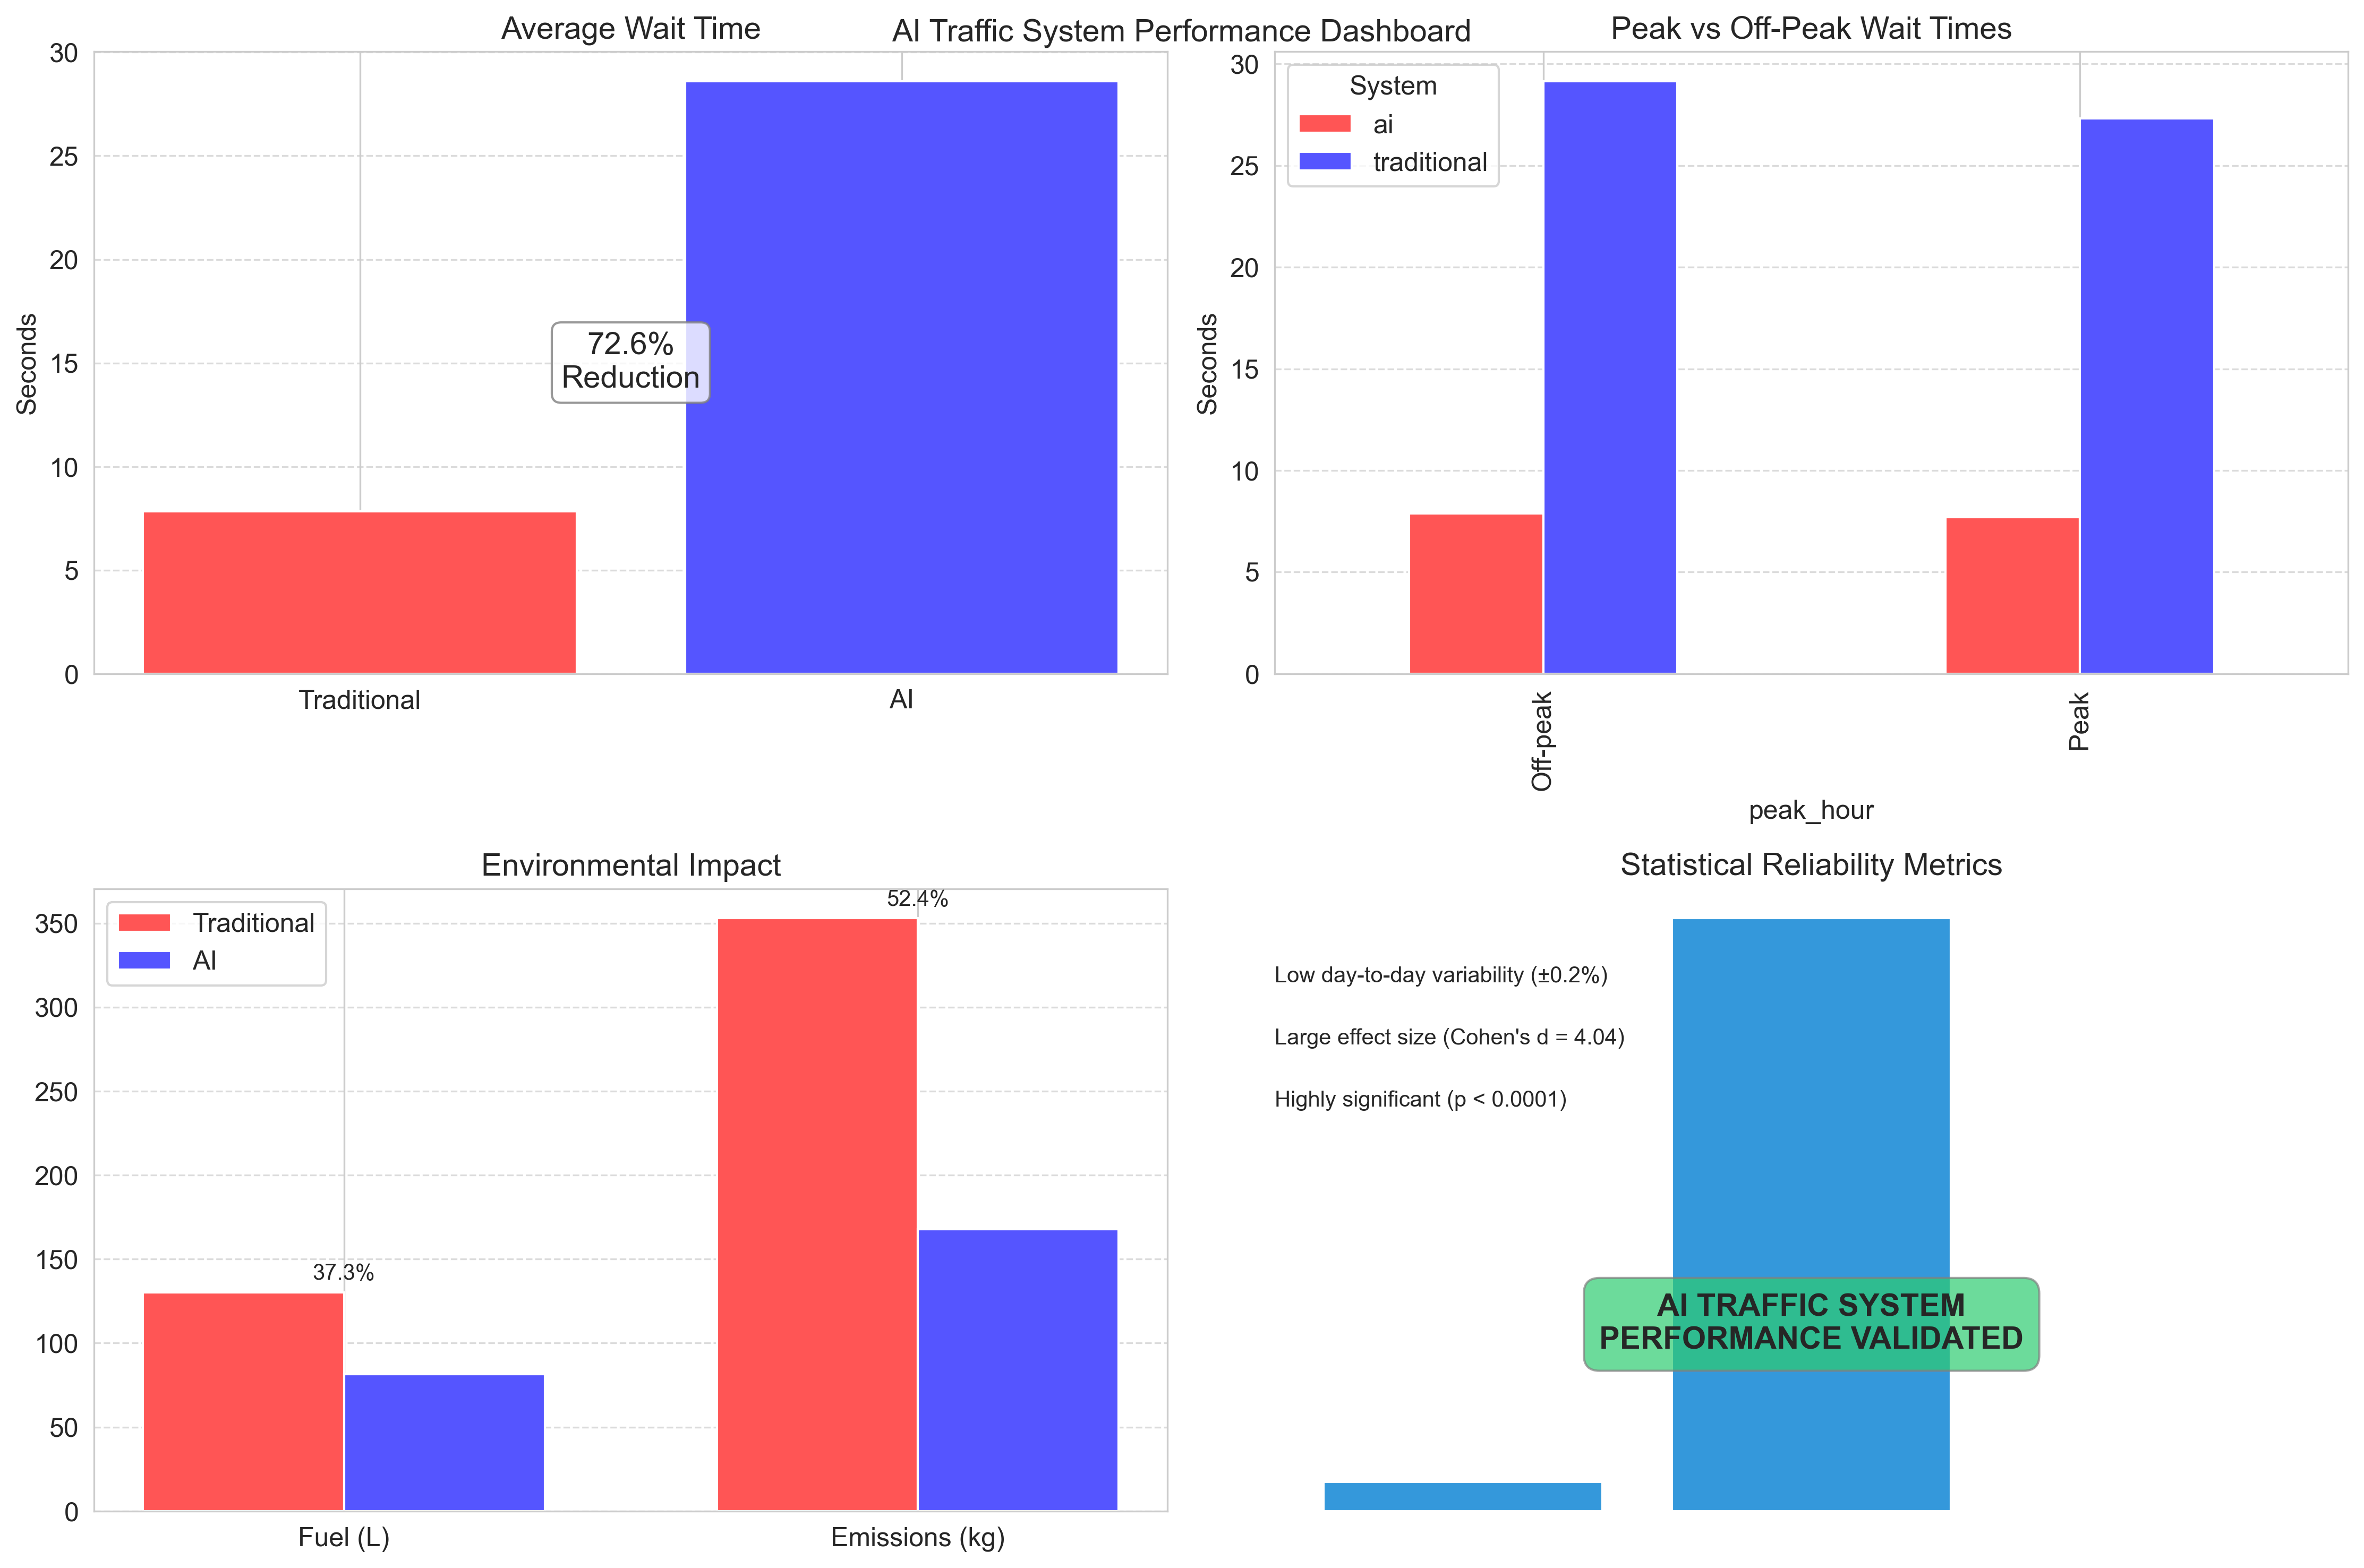 AI Traffic System Performance Dashboard
Average Wait Time
30
25
20
15
10
5
0
Seconds
72.6%
Reduction
Traditional
AI
Peak vs Off-Peak Wait Times
30
25
20
15
10
5
0
Seconds
System
ai
traditional
Off-peak
Peak
peak_hour
Environmental Impact
350
300
250
200
150
100
50
0
Traditional
AI
37.3%
52.4%
Fuel (L)
Emissions (kg)
Statistical Reliability Metrics
Low day-to-day variability (±0.2%)
Large effect size (Cohen's d = 4.04)
Highly significant (p < 0.0001)
AI TRAFFIC SYSTEM
PERFORMANCE VALIDATED